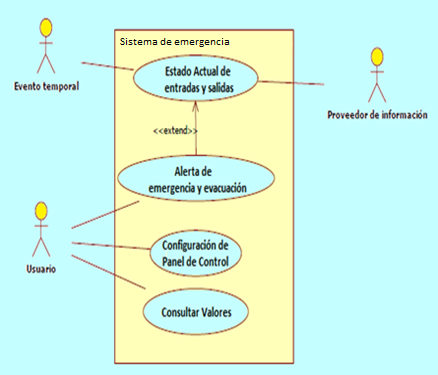 Sistema de emergencia
Estado Actual de
entradas y salidas
Evento temporal
Proveedor de información
<<extend>>
Alerta de
emergencia y evacuación
Configuración de
Panel de Control
Usuario
Consultar Valores